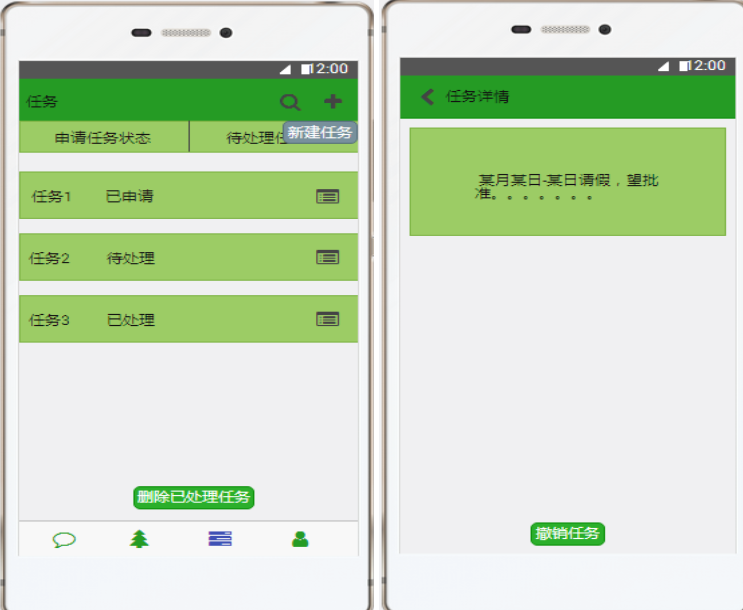 12:00
任务
新建任务
申请任务状态
待处理任
任务1 已申请
任务2 待处理
任务3 已处理
删除已处理任务
12:00
任务详情
某月某日-某日请假，望批
准。。。。。。。
撤销任务